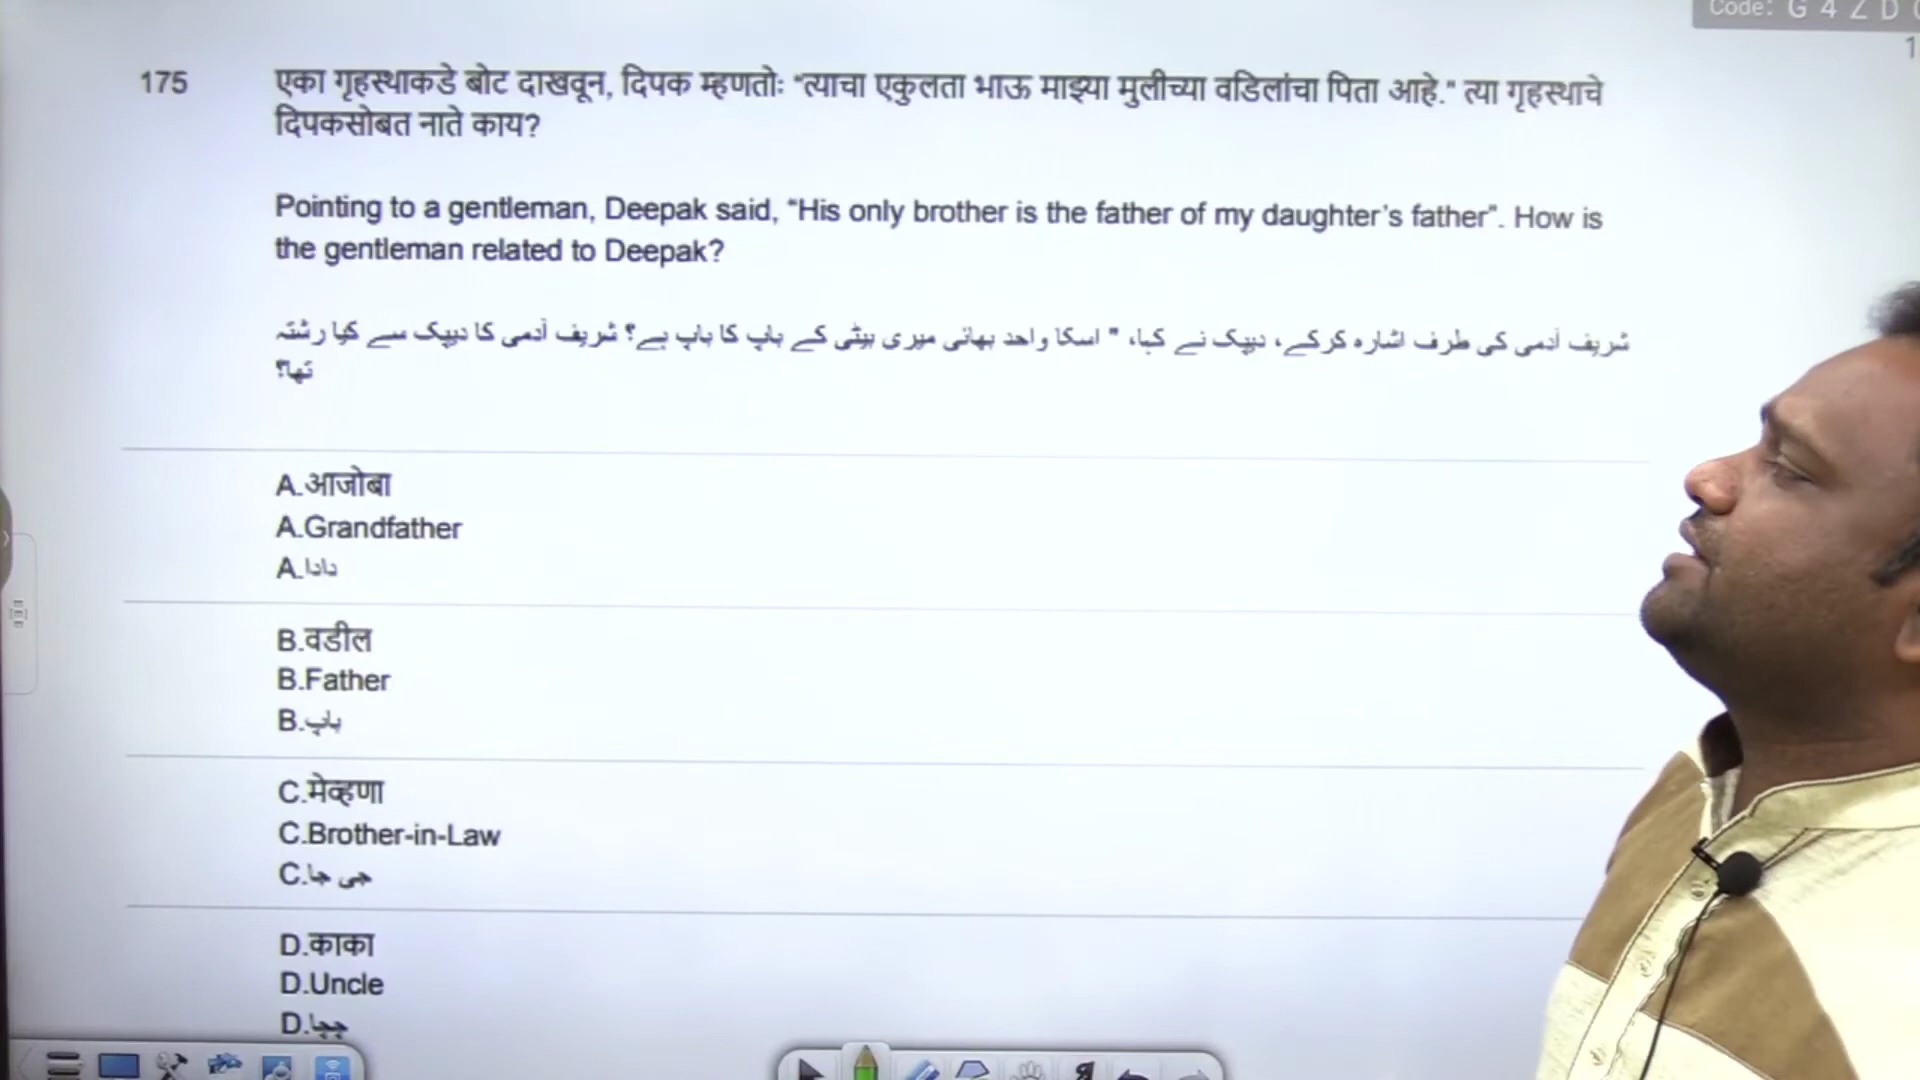 Code: G 4 Z D
1
175
एका गृहस्थाकडे बोट दाखवून, दिपक म्हणतोः "त्याचा एकुलता भाऊ माझ्या मुलीच्या वडिलांचा पिता आहे." त्या गृहस्थाचे
दिपकसोबत नाते काय?
Pointing to a gentleman, Deepak said, “His only brother is the father of my daughter’s father”. How is
the gentleman related to Deepak?
شریف آدمی کی طرف اشارہ کرکے، دیپک نے کہا، " اسکا واحد بھائی میری بیٹی کے باپ کا باپ ہے؟ شریف آدمی کا دیپک سے کیا رشتہ
تھا؟
A.आजोबा
A.Grandfather
A.دادا
B.वडील
B.Father
B.باپ
C.मेव्हणा
C.Brother-in-Law
C.جی جا
D.काका
D.Uncle
D.چچا